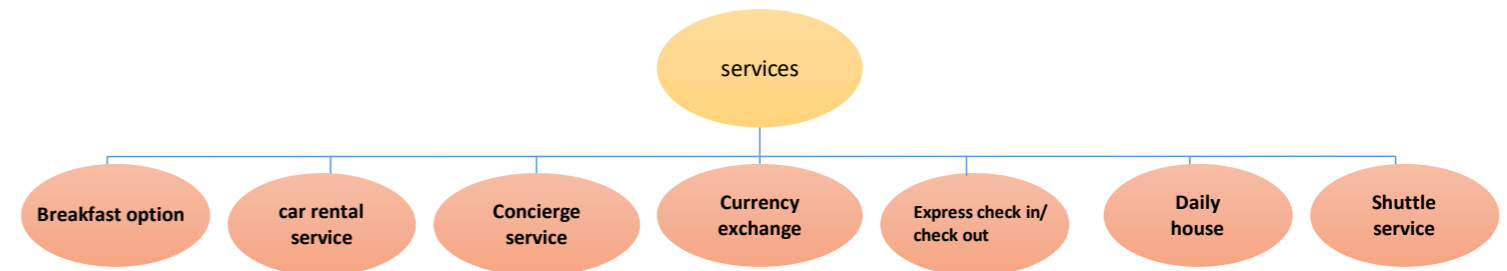 services
Breakfast option
car rental
service
Concierge
service
Currency
exchange
Express check in/
check out
Daily
house
Shuttle
service